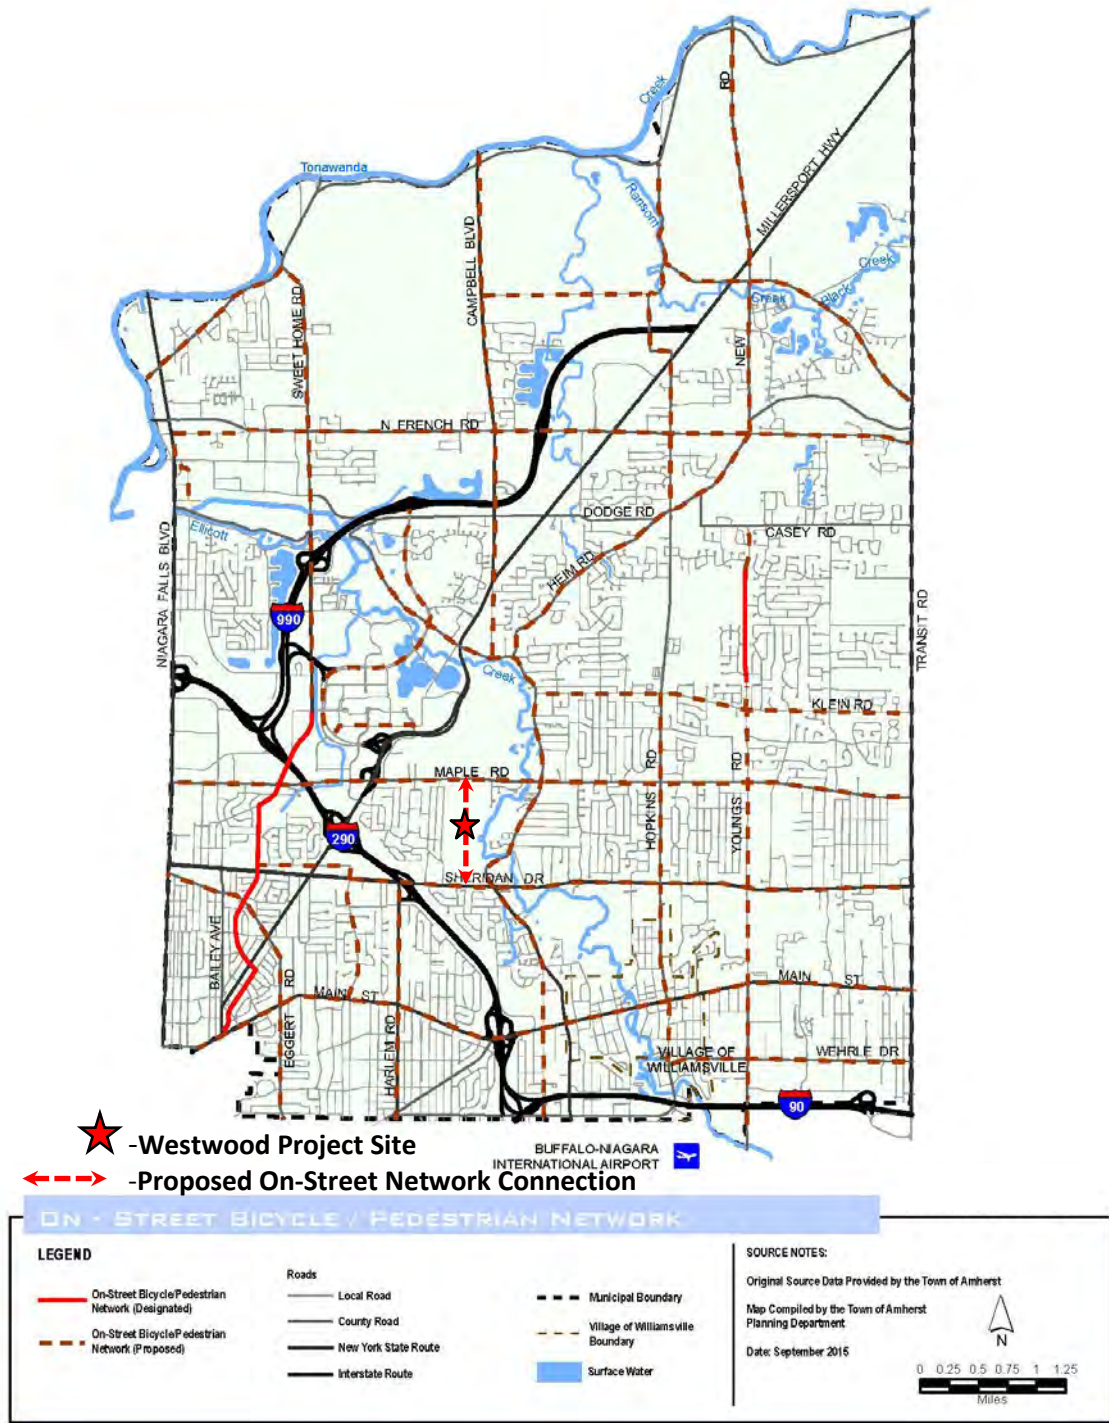 Creek
RD
Tonawanda
Ransom
MILLERSPORT HWY
CAMPBELL BLVD
Creek
Black
Creek
SWEET HOME RD
NEW
N FRENCH RD
DODGE RD
CASEY RD
Ellicott
HEIM RD
NIAGARA FALLS BLVD
990
TRANSIT RD
Creek
KLEIN RD
MAPLE RD
HOPKINS RD
YOUNGS RD
290
SHERIDAN DR
BAILEY AVE
MAIN ST
MAIN ST
EGGERT RD
HARLEM RD
VILLAGE OF
WILLIAMSVILLE
WEHRLE DR
90
-Westwood Project Site
BUFFALO-NIAGARA
INTERNATIONAL AIRPORT
-Proposed On-Street Network Connection
ON - STREET BICYCLE / PEDESTRIAN NETWORK
LEGEND
On-Street Bicycle/Pedestrian
Network (Designated)
On-Street Bicycle/Pedestrian
Network (Proposed)
Roads
Local Road
County Road
New York State Route
Interstate Route
Municipal Boundary
Village of Williamsville
Boundary
Surface Water
SOURCE NOTES:
Original Source Data Provided by the Town of Amherst
Map Compiled by the Town of Amherst
Planning Department
Date: September 2015
N
0 0.25 0.5 0.75 1 1.25
Miles